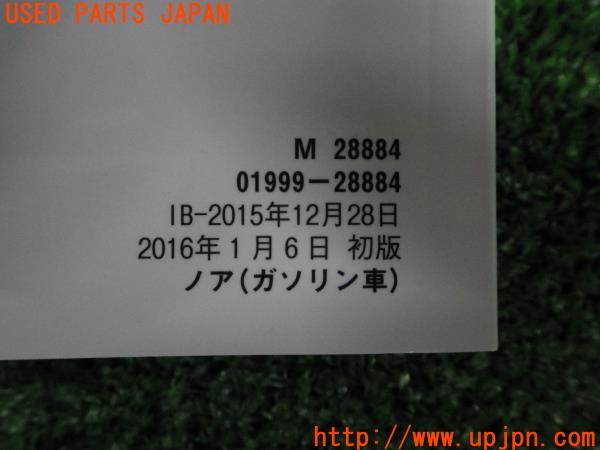 USED PARTS JAPAN
M 28884
01999-28884
IB-2015年12月28日
2016年1月6日 初版
ノア(ガソリン車)
http://www.upjpn.com